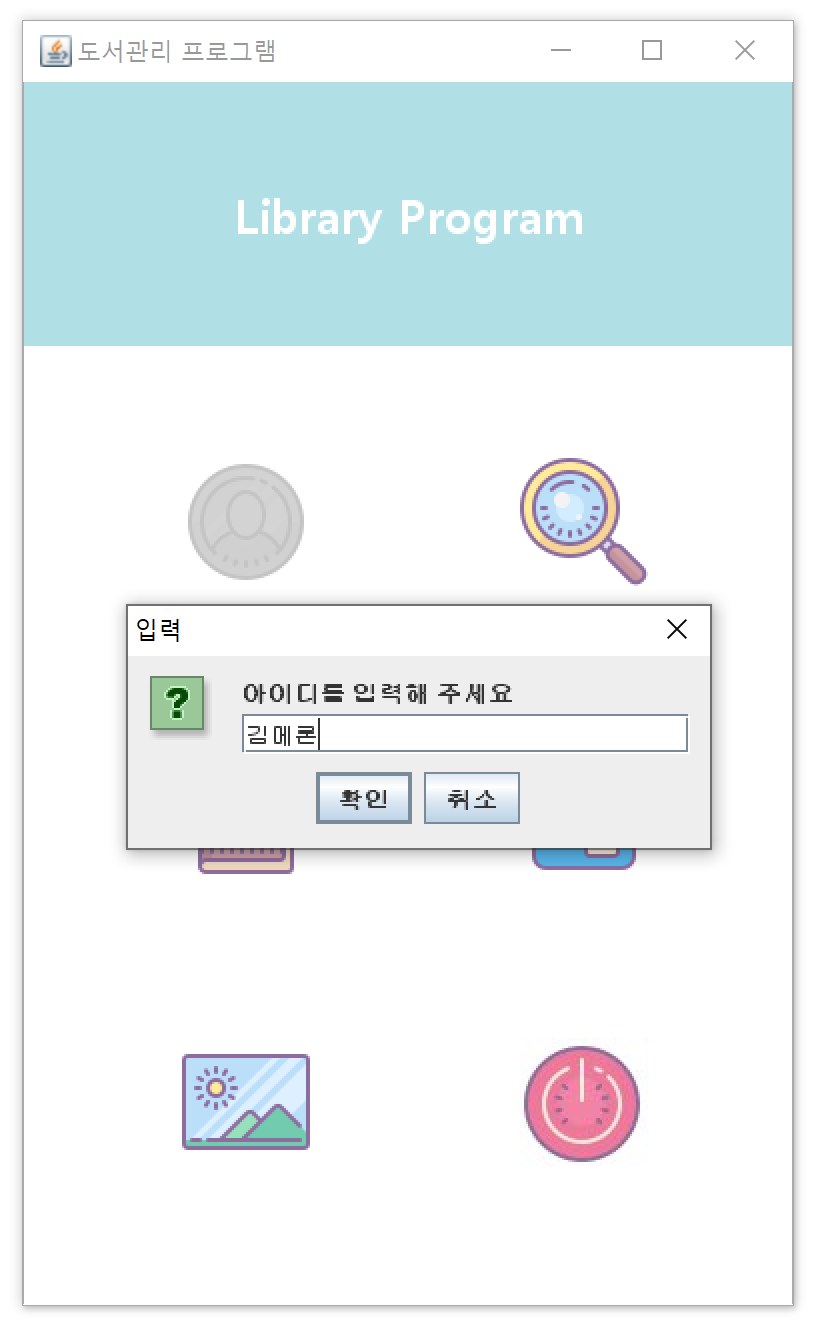 도서관리 프로그램
Library Program
입력
아이디를 입력해 주세요
김메론
확인 취소